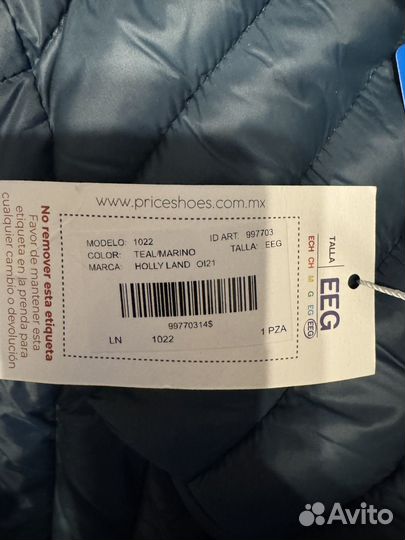 www.priceshoes.com.mx
MODELO: 1022 ID ART 997703
COLOR: TEAL/MARINO TALLA: EEG
MARCA: HOLLY LAND OI21
99770314$
LN 1022 1 PZA
TALLA
EEG
ECH CH M G EG EEG
No remover esta etiqueta
Favor de mantener esta
etiqueta en la prenda para
cualquier cambio o devolución
Avito